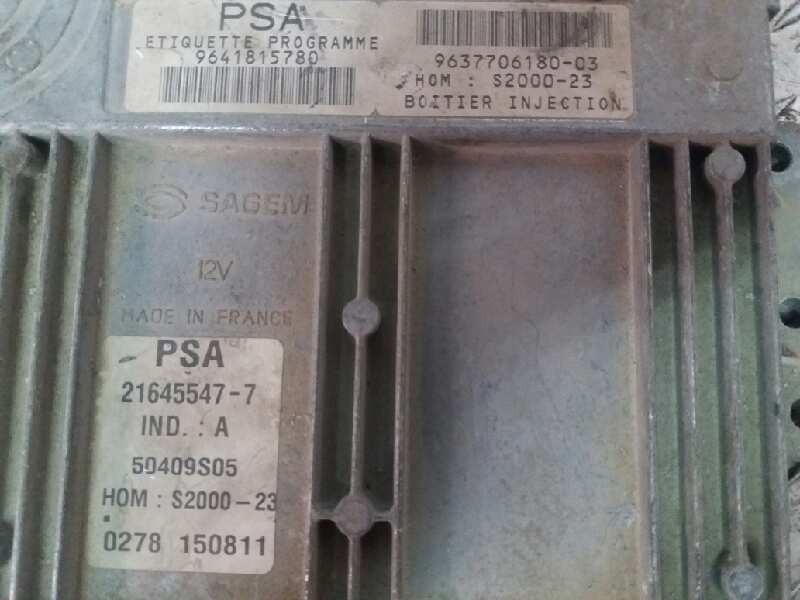 PSA
ETIQUETTE PROGRAMME
9641815780
9637706180-03
HOM : S2000-23
BOITIER INJECTION
SAGEM
12V
MADE IN FRANCE
PSA
21645547-7
IND. : A
50409S05
HOM : S2000-23
0278 150811